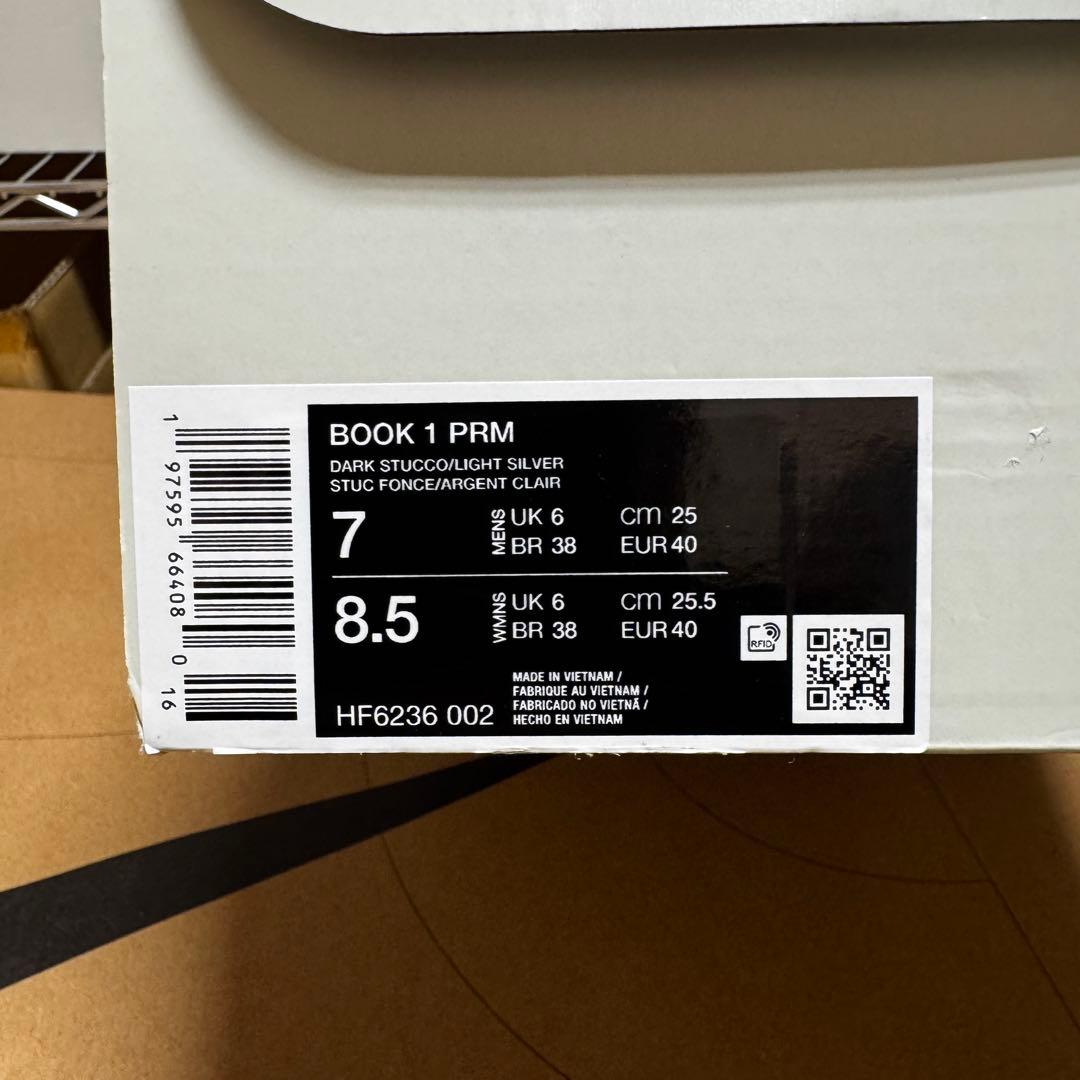 BOOK 1 PRM
DARK STUCCO/LIGHT SILVER
STUC FONCE/ARGENT CLAIR
7 MENS UK 6 cm 25
BR 38 EUR 40
8.5 WMNS UK 6 cm 25.5
BR 38 EUR 40
RFID
MADE IN VIETNAM /
FABRIQUÉ AU VIETNAM /
FABRICADO NO VIETNÃ /
HECHO EN VIETNAM
HF6236 002
1 97595 66408 0 16